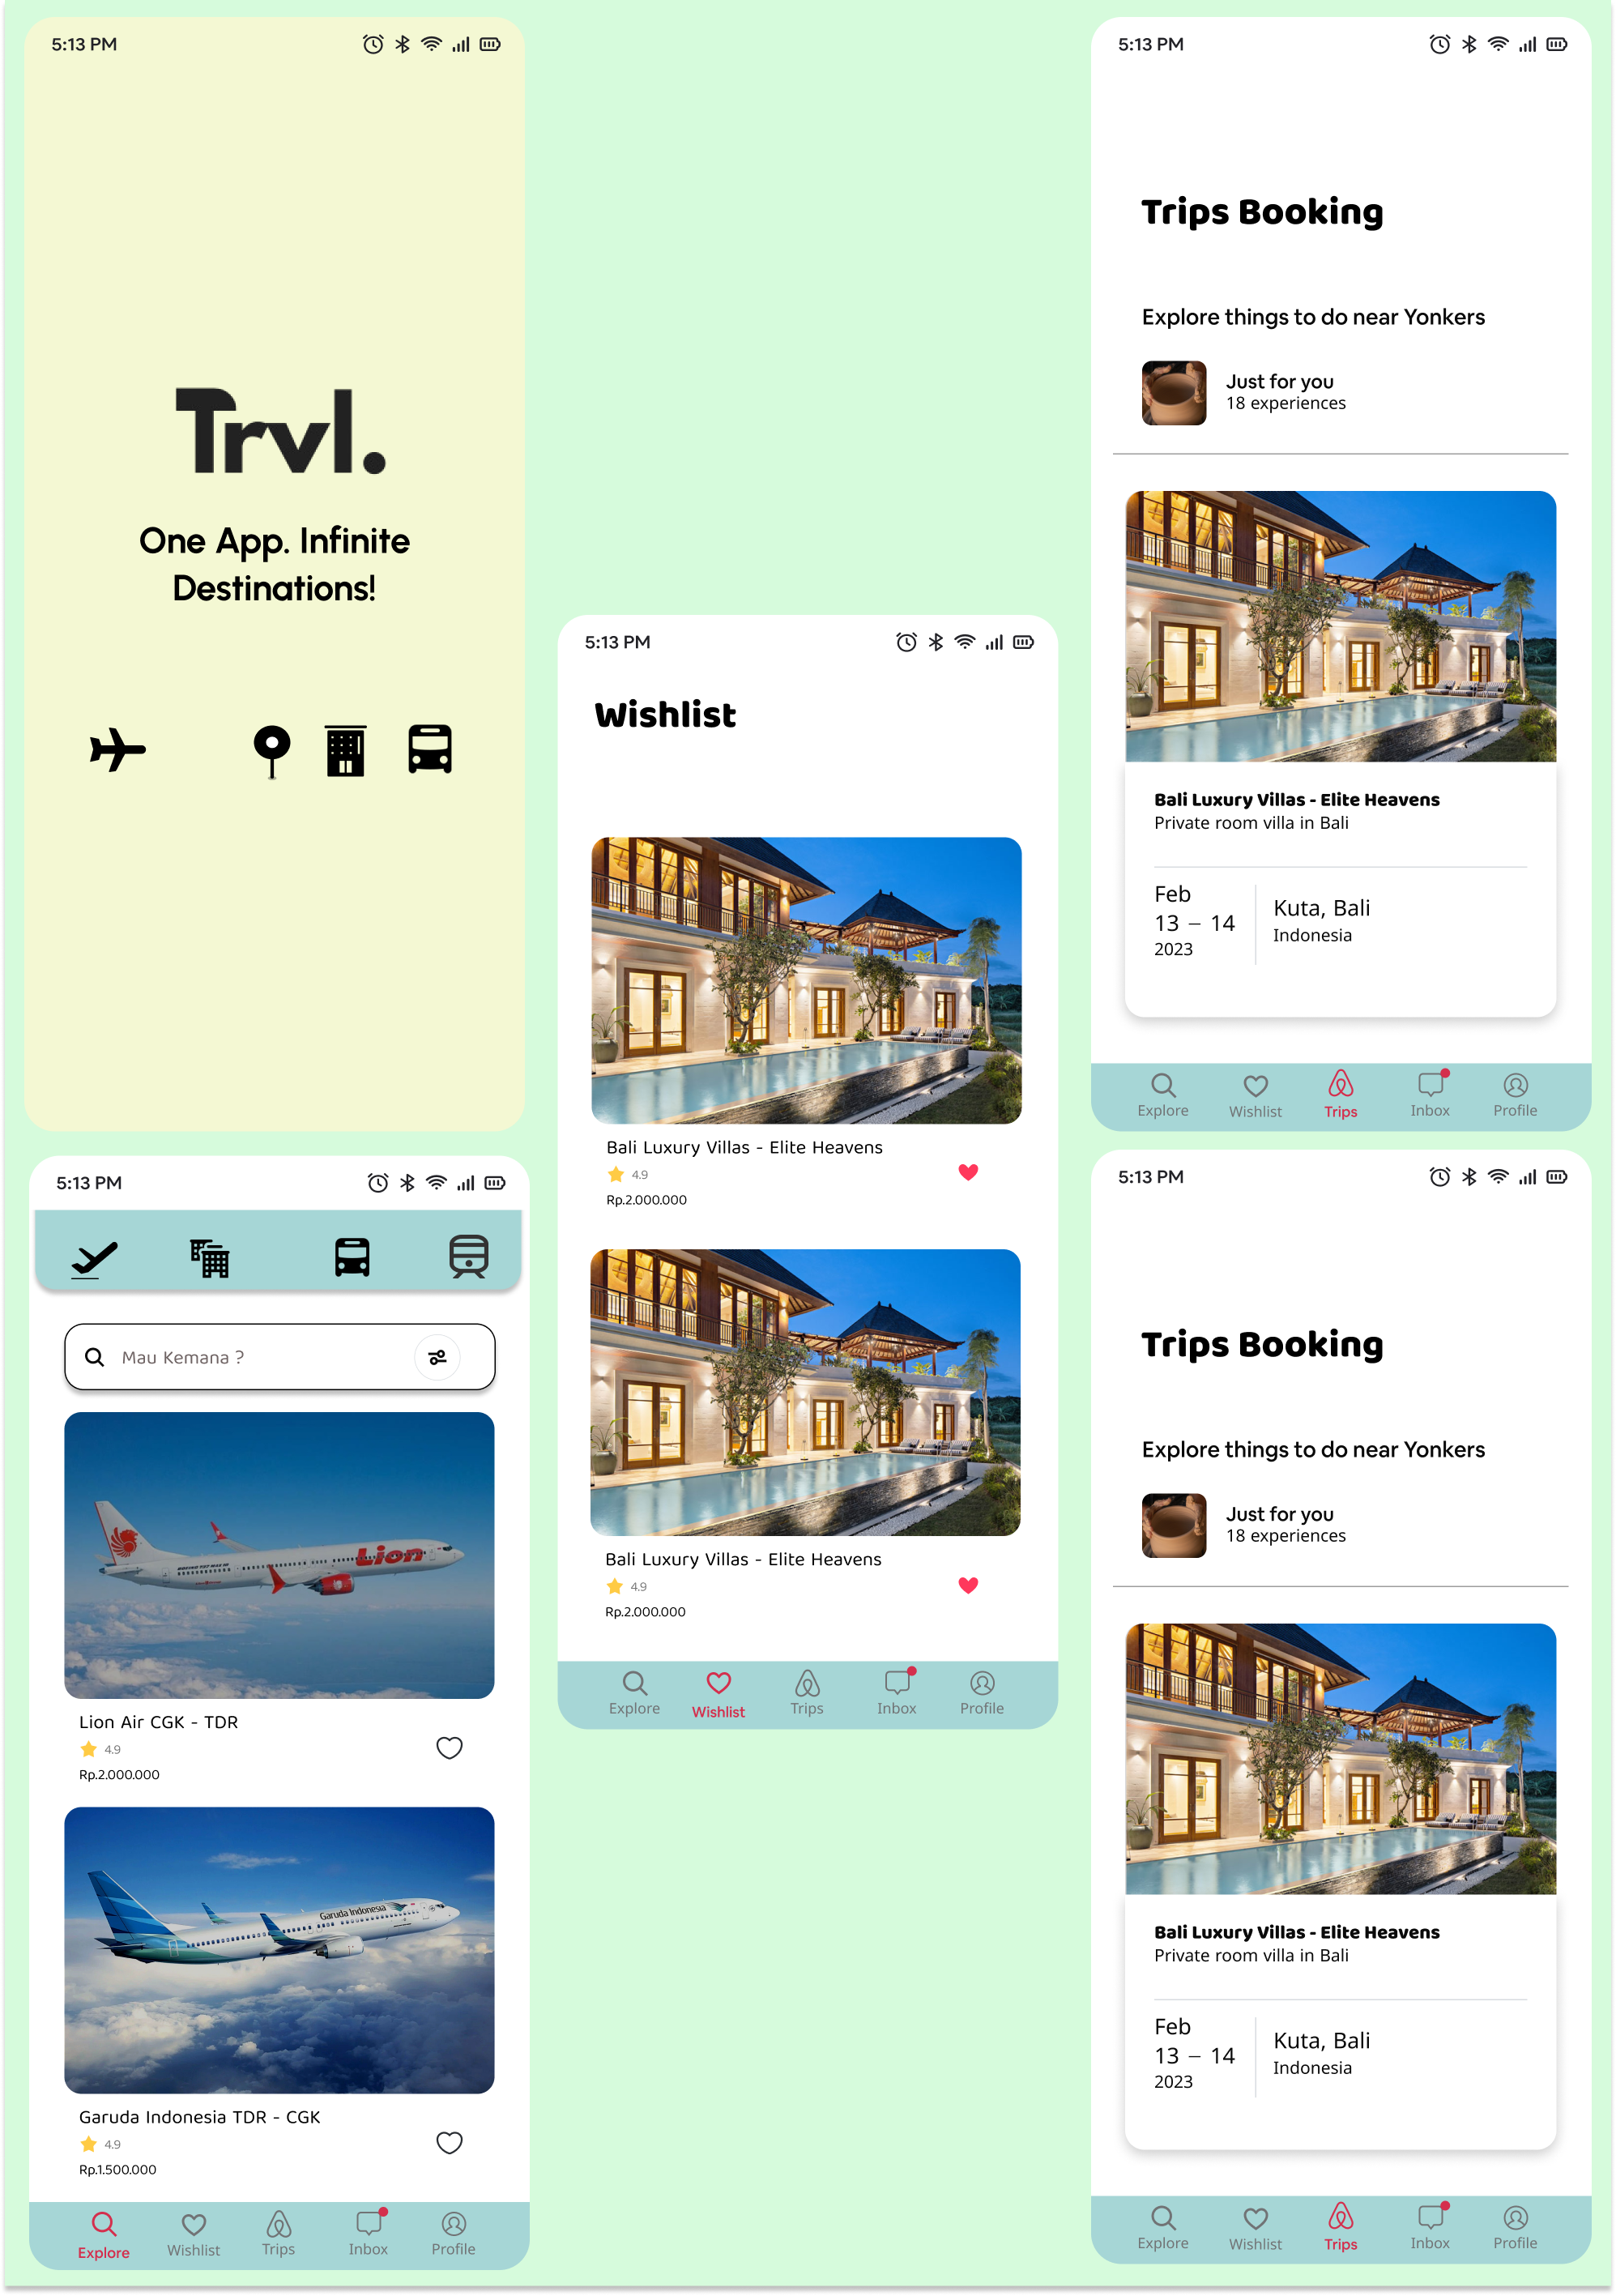 5:13 PM
Trvl.
One App. Infinite
Destinations!
5:13 PM
Mau Kemana ?
Lion
Lion Air CGK - TDR
4.9
Rp.2.000.000
Garuda Indonesia
Garuda Indonesia TDR - CGK
4.9
Rp.1.500.000
Explore Wishlist Trips Inbox Profile
5:13 PM
Wishlist
Bali Luxury Villas - Elite Heavens
4.9
Rp.2.000.000
Bali Luxury Villas - Elite Heavens
4.9
Rp.2.000.000
Explore Wishlist Trips Inbox Profile
5:13 PM
Trips Booking
Explore things to do near Yonkers
Just for you
18 experiences
Bali Luxury Villas - Elite Heavens
Private room villa in Bali
Feb
13 – 14
2023
Kuta, Bali
Indonesia
Explore Wishlist Trips Inbox Profile
5:13 PM
Trips Booking
Explore things to do near Yonkers
Just for you
18 experiences
Bali Luxury Villas - Elite Heavens
Private room villa in Bali
Feb
13 – 14
2023
Kuta, Bali
Indonesia
Explore Wishlist Trips Inbox Profile